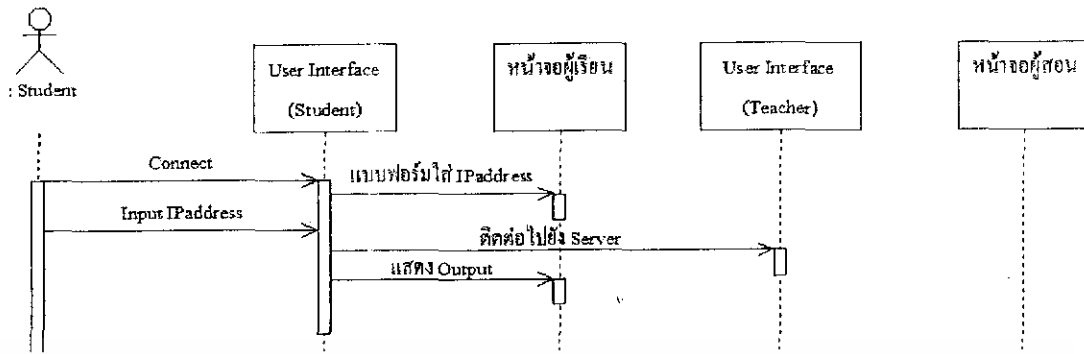 : Student
User Interface
(Student)
หน้าจอผู้เรียน
User Interface
(Teacher)
หน้าจอผู้สอน
Connect
แบบฟอร์มใส่ IPaddress
Input IPaddress
ติดต่อไปยัง Server
แสดง Output